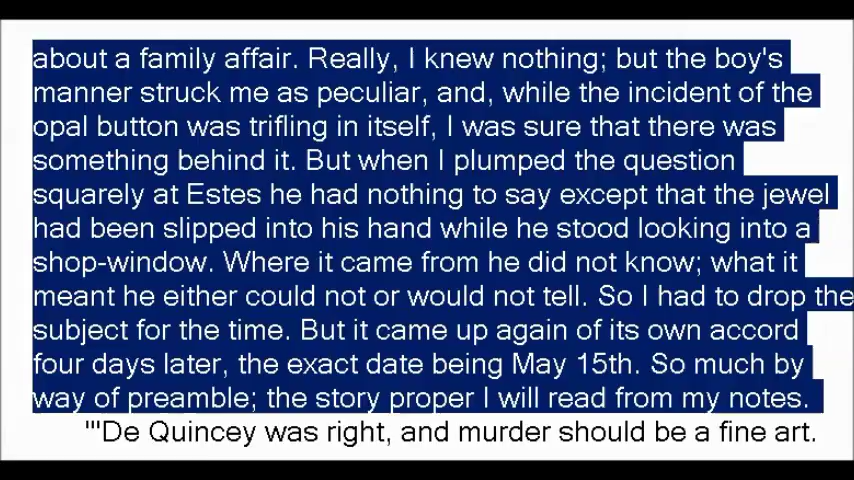 about a family affair. Really, I knew nothing; but the boy's
manner struck me as peculiar, and, while the incident of the
opal button was trifling in itself, I was sure that there was
something behind it. But when I plumped the question
squarely at Estes he had nothing to say except that the jewel
had been slipped into his hand while he stood looking into a
shop-window. Where it came from he did not know; what it
meant he either could not or would not tell. So I had to drop the
subject for the time. But it came up again of its own accord
four days later, the exact date being May 15th. So much by
way of preamble; the story proper I will read from my notes.
"'De Quincey was right, and murder should be a fine art.